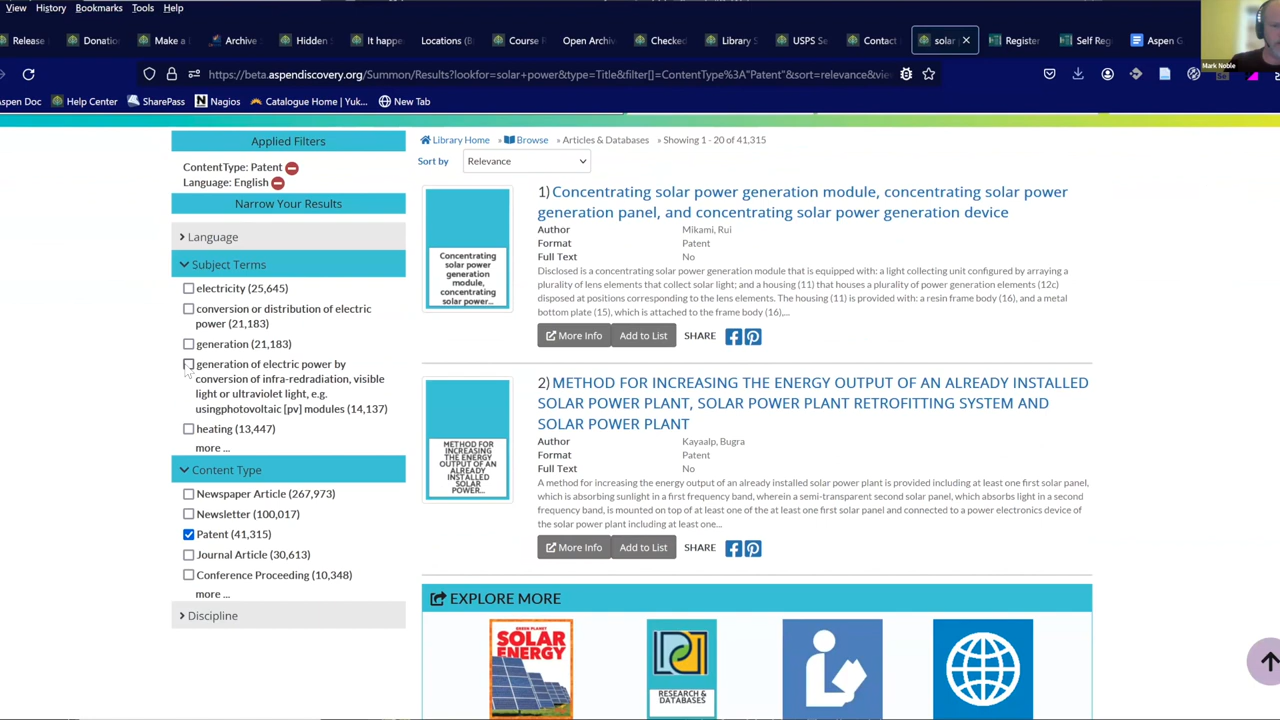 View History Bookmarks Tools Help
Release Donatio Make a L Archive Hidden It happe Locations (B Course F Open Archiv Checked Library S USPS Se Contact solar Register Self Reg Aspen G
https://beta.aspendiscovery.org/Summon/Results?lookfor=solar+power&type=Title&filter[]=ContentType%3A"Patent"&sort=relevance&vie
Mark Noble
Aspen Doc Help Center SharePass Nagios Catalogue Home | Yuk... New Tab
Applied Filters
ContentType: Patent
Language: English
Narrow Your Results
Language
Subject Terms
electricity (25,645)
conversion or distribution of electric
power (21,183)
generation (21,183)
generation of electric power by
conversion of infra-redradiation, visible
light or ultraviolet light, e.g.
usingphotovoltaic [pv] modules (14,137)
heating (13,447)
more ...
Content Type
Newspaper Article (267,973)
Newsletter (100,017)
Patent (41,315)
Journal Article (30,613)
Conference Proceeding (10,348)
more ...
Discipline
Library Home » Browse » Articles & Databases » Showing 1 - 20 of 41,315
Sort by Relevance
Concentrating
solar power
generation
module,
concentrating
solar power...
1) Concentrating solar power generation module, concentrating solar power
generation panel, and concentrating solar power generation device
Author Mikami, Rui
Format Patent
Full Text No
Disclosed is a concentrating solar power generation module that is equipped with: a light collecting unit configured by arraying a
plurality of lens elements that collect solar light; and a housing (11) that houses a plurality of power generation elements (12c)
disposed at positions corresponding to the lens elements. The housing (11) is provided with: a resin frame body (16), and a metal
bottom plate (15), which is attached to the frame body (16),...
More Info Add to List SHARE
METHOD FOR
INCREASING
THE ENERGY
OUTPUT OF
AN ALREADY
INSTALLED
SOLAR
POWER...
2) METHOD FOR INCREASING THE ENERGY OUTPUT OF AN ALREADY INSTALLED
SOLAR POWER PLANT, SOLAR POWER PLANT RETROFITTING SYSTEM AND
SOLAR POWER PLANT
Author Kayaalp, Bugra
Format Patent
Full Text No
A method for increasing the energy output of an already installed solar power plant is provided including at least one first solar panel,
which is absorbing sunlight in a first frequency band, wherein a semi-transparent second solar panel, which absorbs light in a second
frequency band, is mounted on top of at least one of the at least one first solar panel and connected to a power electronics device of
the solar power plant including at least one...
More Info Add to List SHARE
EXPLORE MORE
GREEN PLANET
SOLAR
ENERGY
RESEARCH &
DATABASES